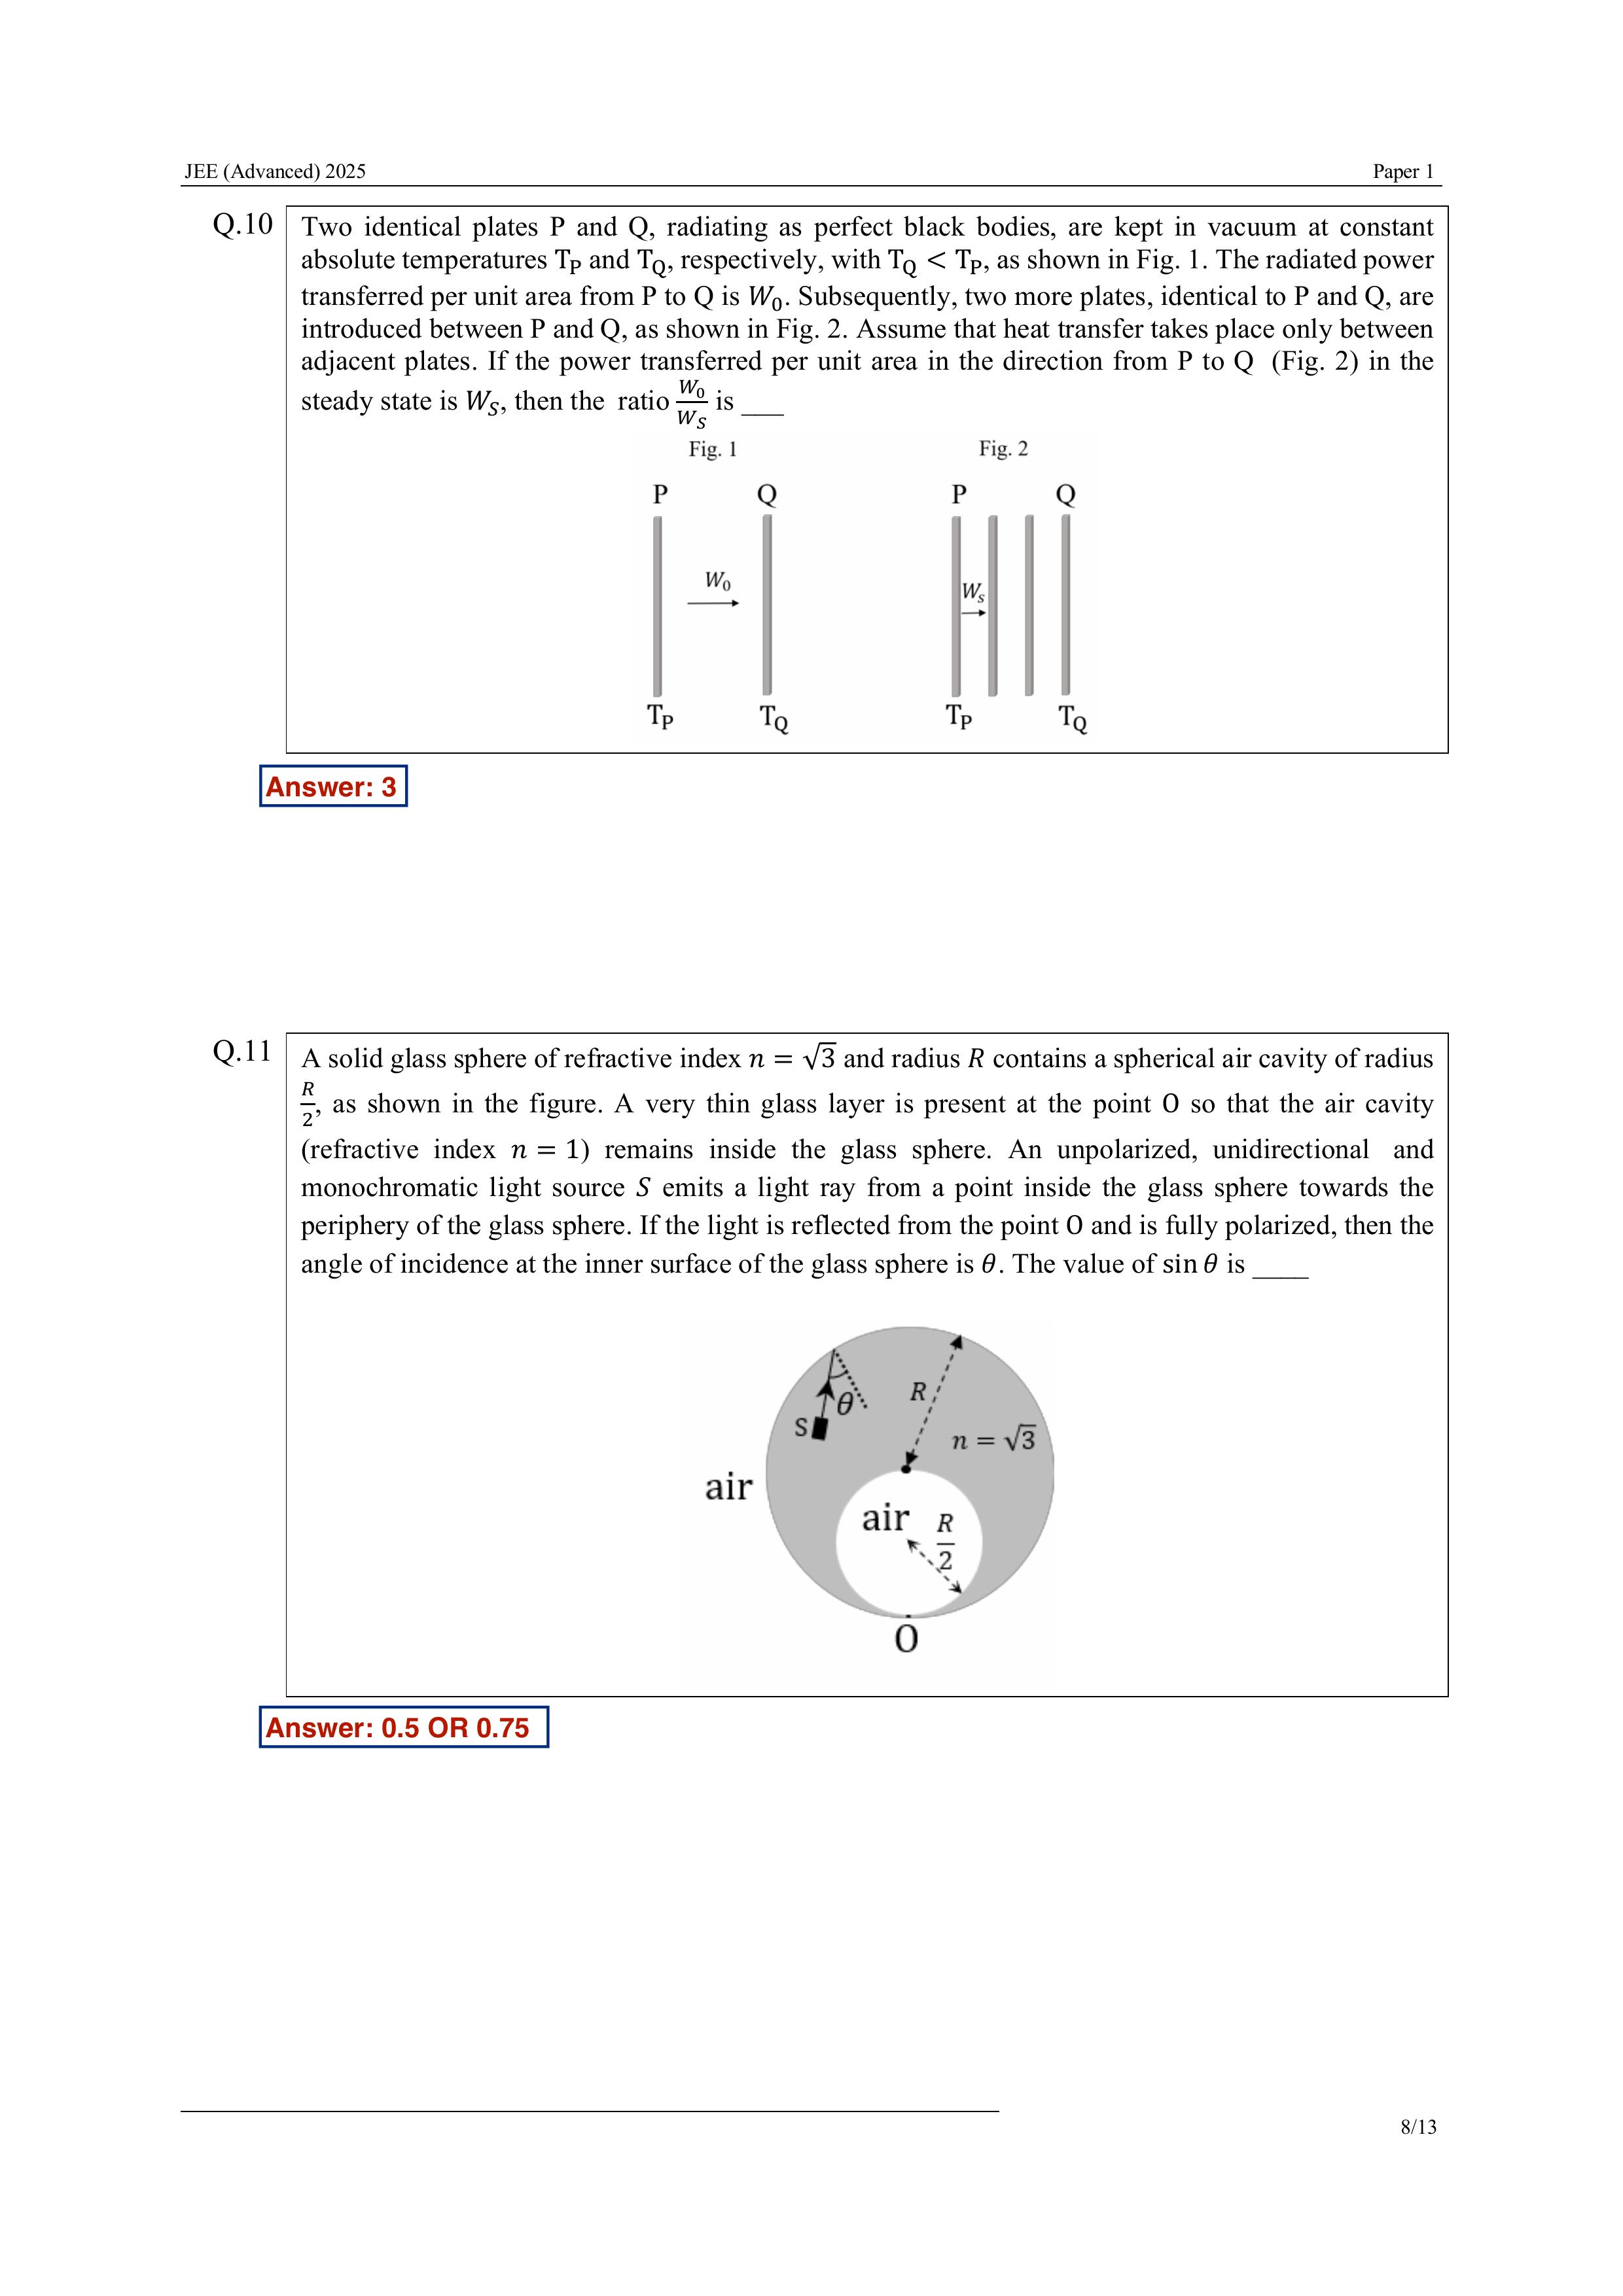 JEE (Advanced) 2025 Paper 1
Q.10 Two identical plates P and Q, radiating as perfect black bodies, are kept in vacuum at constant
absolute temperatures T_P and T_Q, respectively, with T_Q < T_P, as shown in Fig. 1. The radiated power
transferred per unit area from P to Q is W_0. Subsequently, two more plates, identical to P and Q, are
introduced between P and Q, as shown in Fig. 2. Assume that heat transfer takes place only between
adjacent plates. If the power transferred per unit area in the direction from P to Q (Fig. 2) in the
steady state is W_S, then the ratio W_0/W_S is ___
Fig. 1 Fig. 2
P Q P Q
W_0 W_s
T_P T_Q T_P T_Q
Answer: 3
Q.11 A solid glass sphere of refractive index n = √3 and radius R contains a spherical air cavity of radius
R/2, as shown in the figure. A very thin glass layer is present at the point O so that the air cavity
(refractive index n = 1) remains inside the glass sphere. An unpolarized, unidirectional and
monochromatic light source S emits a light ray from a point inside the glass sphere towards the
periphery of the glass sphere. If the light is reflected from the point O and is fully polarized, then the
angle of incidence at the inner surface of the glass sphere is θ. The value of sin θ is ____
R
θ
S
n = √3
air
air R/2
O
Answer: 0.5 OR 0.75
8/13